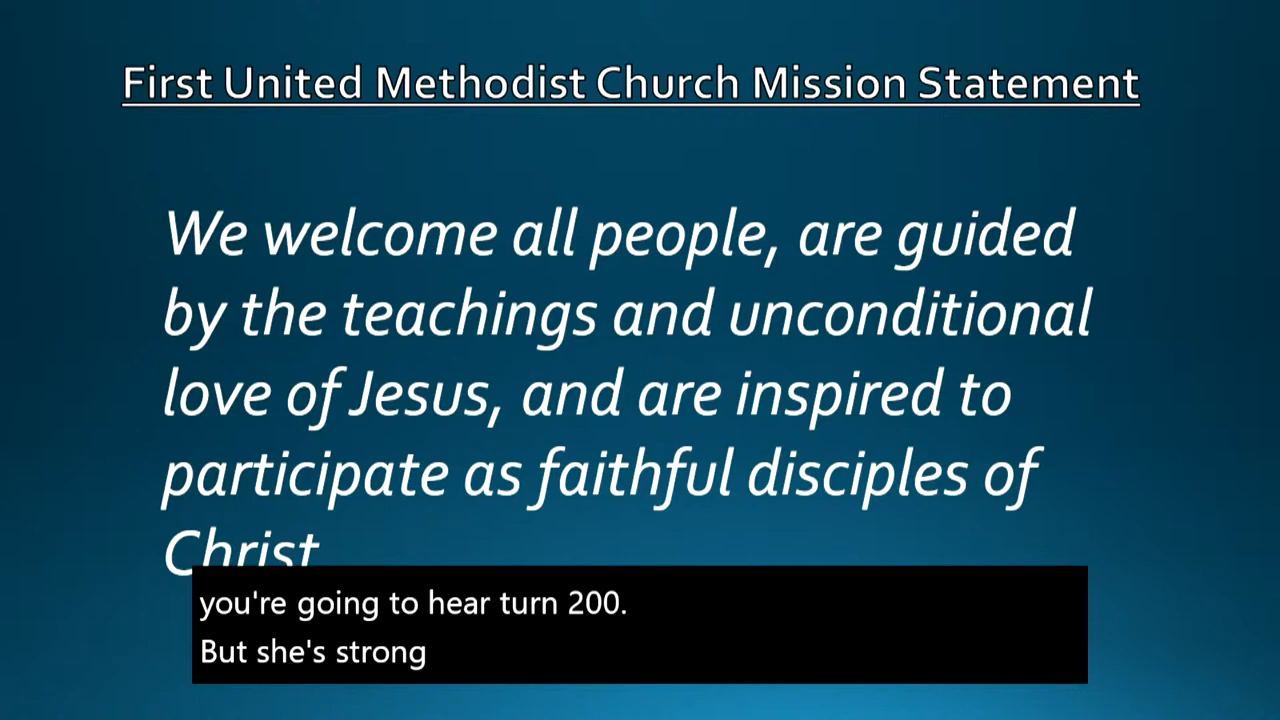 First United Methodist Church Mission Statement
We welcome all people, are guided
by the teachings and unconditional
love of Jesus, and are inspired to
participate as faithful disciples of
Christ
you're going to hear turn 200.
But she's strong